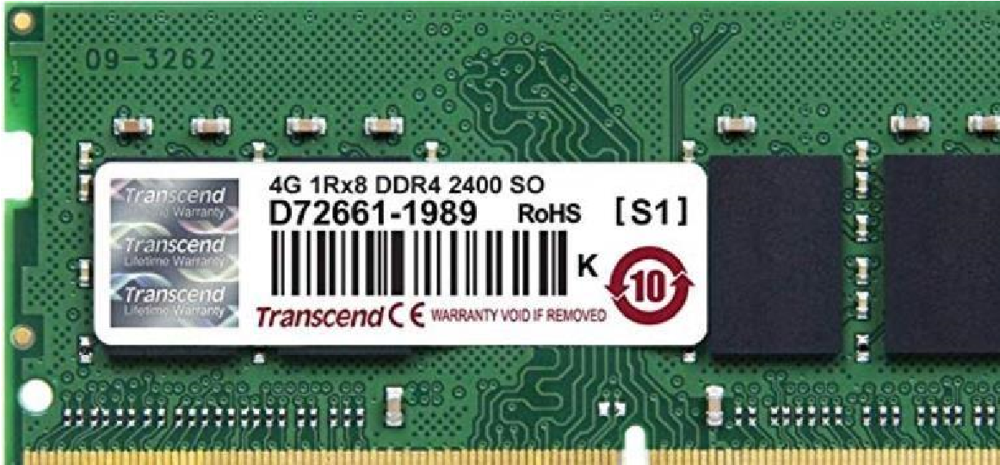 09-3262
4G 1Rx8 DDR4 2400 SO
D72661-1989 RoHS [S1]
K
10
Transcend
Lifetime Warranty
Transcend
Lifetime Warranty
Transcend
Lifetime Warranty
Transcend CE WARRANTY VOID IF REMOVED